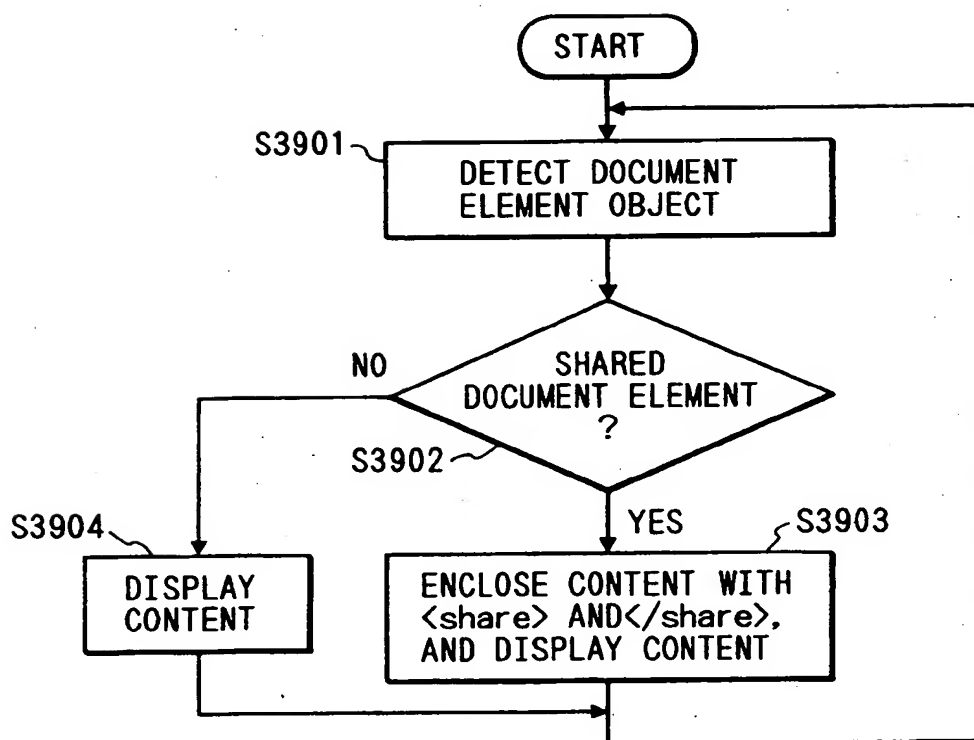 START
S3901
DETECT DOCUMENT
ELEMENT OBJECT
NO
SHARED
DOCUMENT ELEMENT
?
S3902
YES
S3904
S3903
DISPLAY
CONTENT
ENCLOSE CONTENT WITH
<share> AND</share>,
AND DISPLAY CONTENT